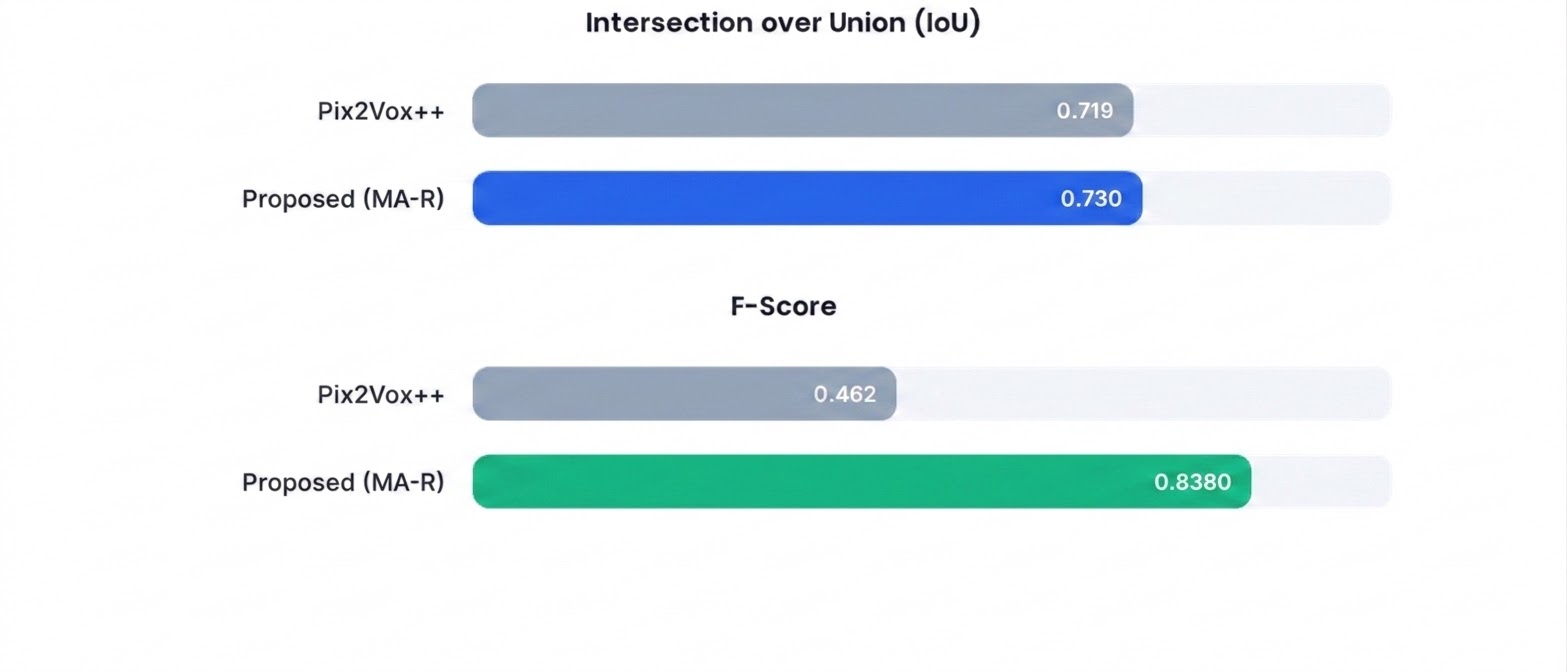 Intersection over Union (IoU)
Pix2Vox++ 0.719
Proposed (MA-R) 0.730
F-Score
Pix2Vox++ 0.462
Proposed (MA-R) 0.8380